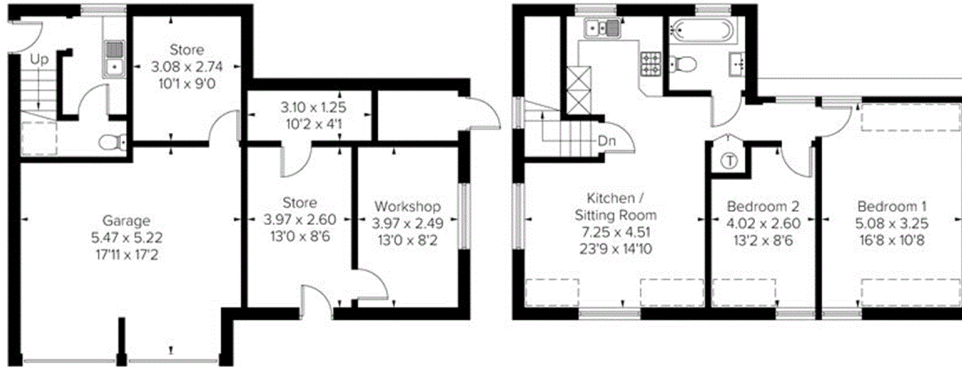 Up
Store
3.08 x 2.74
10'1 x 9'0
3.10 x 1.25
10'2 x 4'1
Garage
5.47 x 5.22
17'11 x 17'2
Store
3.97 x 2.60
13'0 x 8'6
Workshop
3.97 x 2.49
13'0 x 8'2
Dn
T
Kitchen /
Sitting Room
7.25 x 4.51
23'9 x 14'10
Bedroom 2
4.02 x 2.60
13'2 x 8'6
Bedroom 1
5.08 x 3.25
16'8 x 10'8